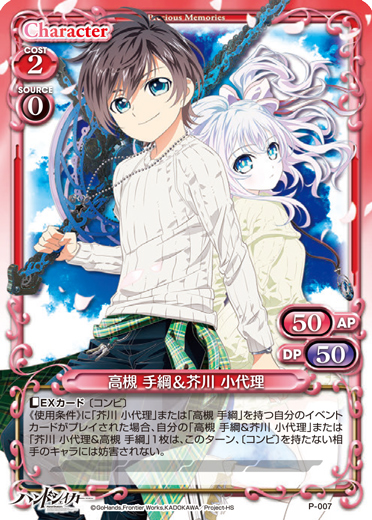 Precious Memories
Character
COST
2
SOURCE
0
50 AP
DP 50
高槻 手綱&芥川 小代理
EXカード [コンビ]
《使用条件》に「芥川 小代理」または「高槻 手綱」を持つ自分のイベント
カードがプレイされた場合、自分の「高槻 手綱&芥川 小代理」または
「芥川 小代理&高槻 手綱」1枚は、このターン、[コンビ]を持たない相
手のキャラには妨害されない。
ハンドシェイカー
P-007
©GoHands,Frontier Works,KADOKAWA/Project-HS